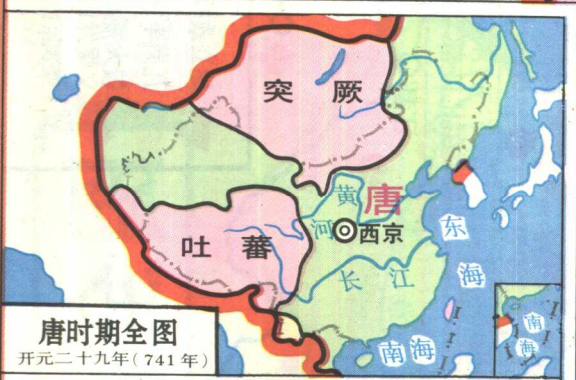 突厥
唐
黄河
西京
吐蕃
长江
东海
南海
南海
唐时期全图
开元二十九年(741年)